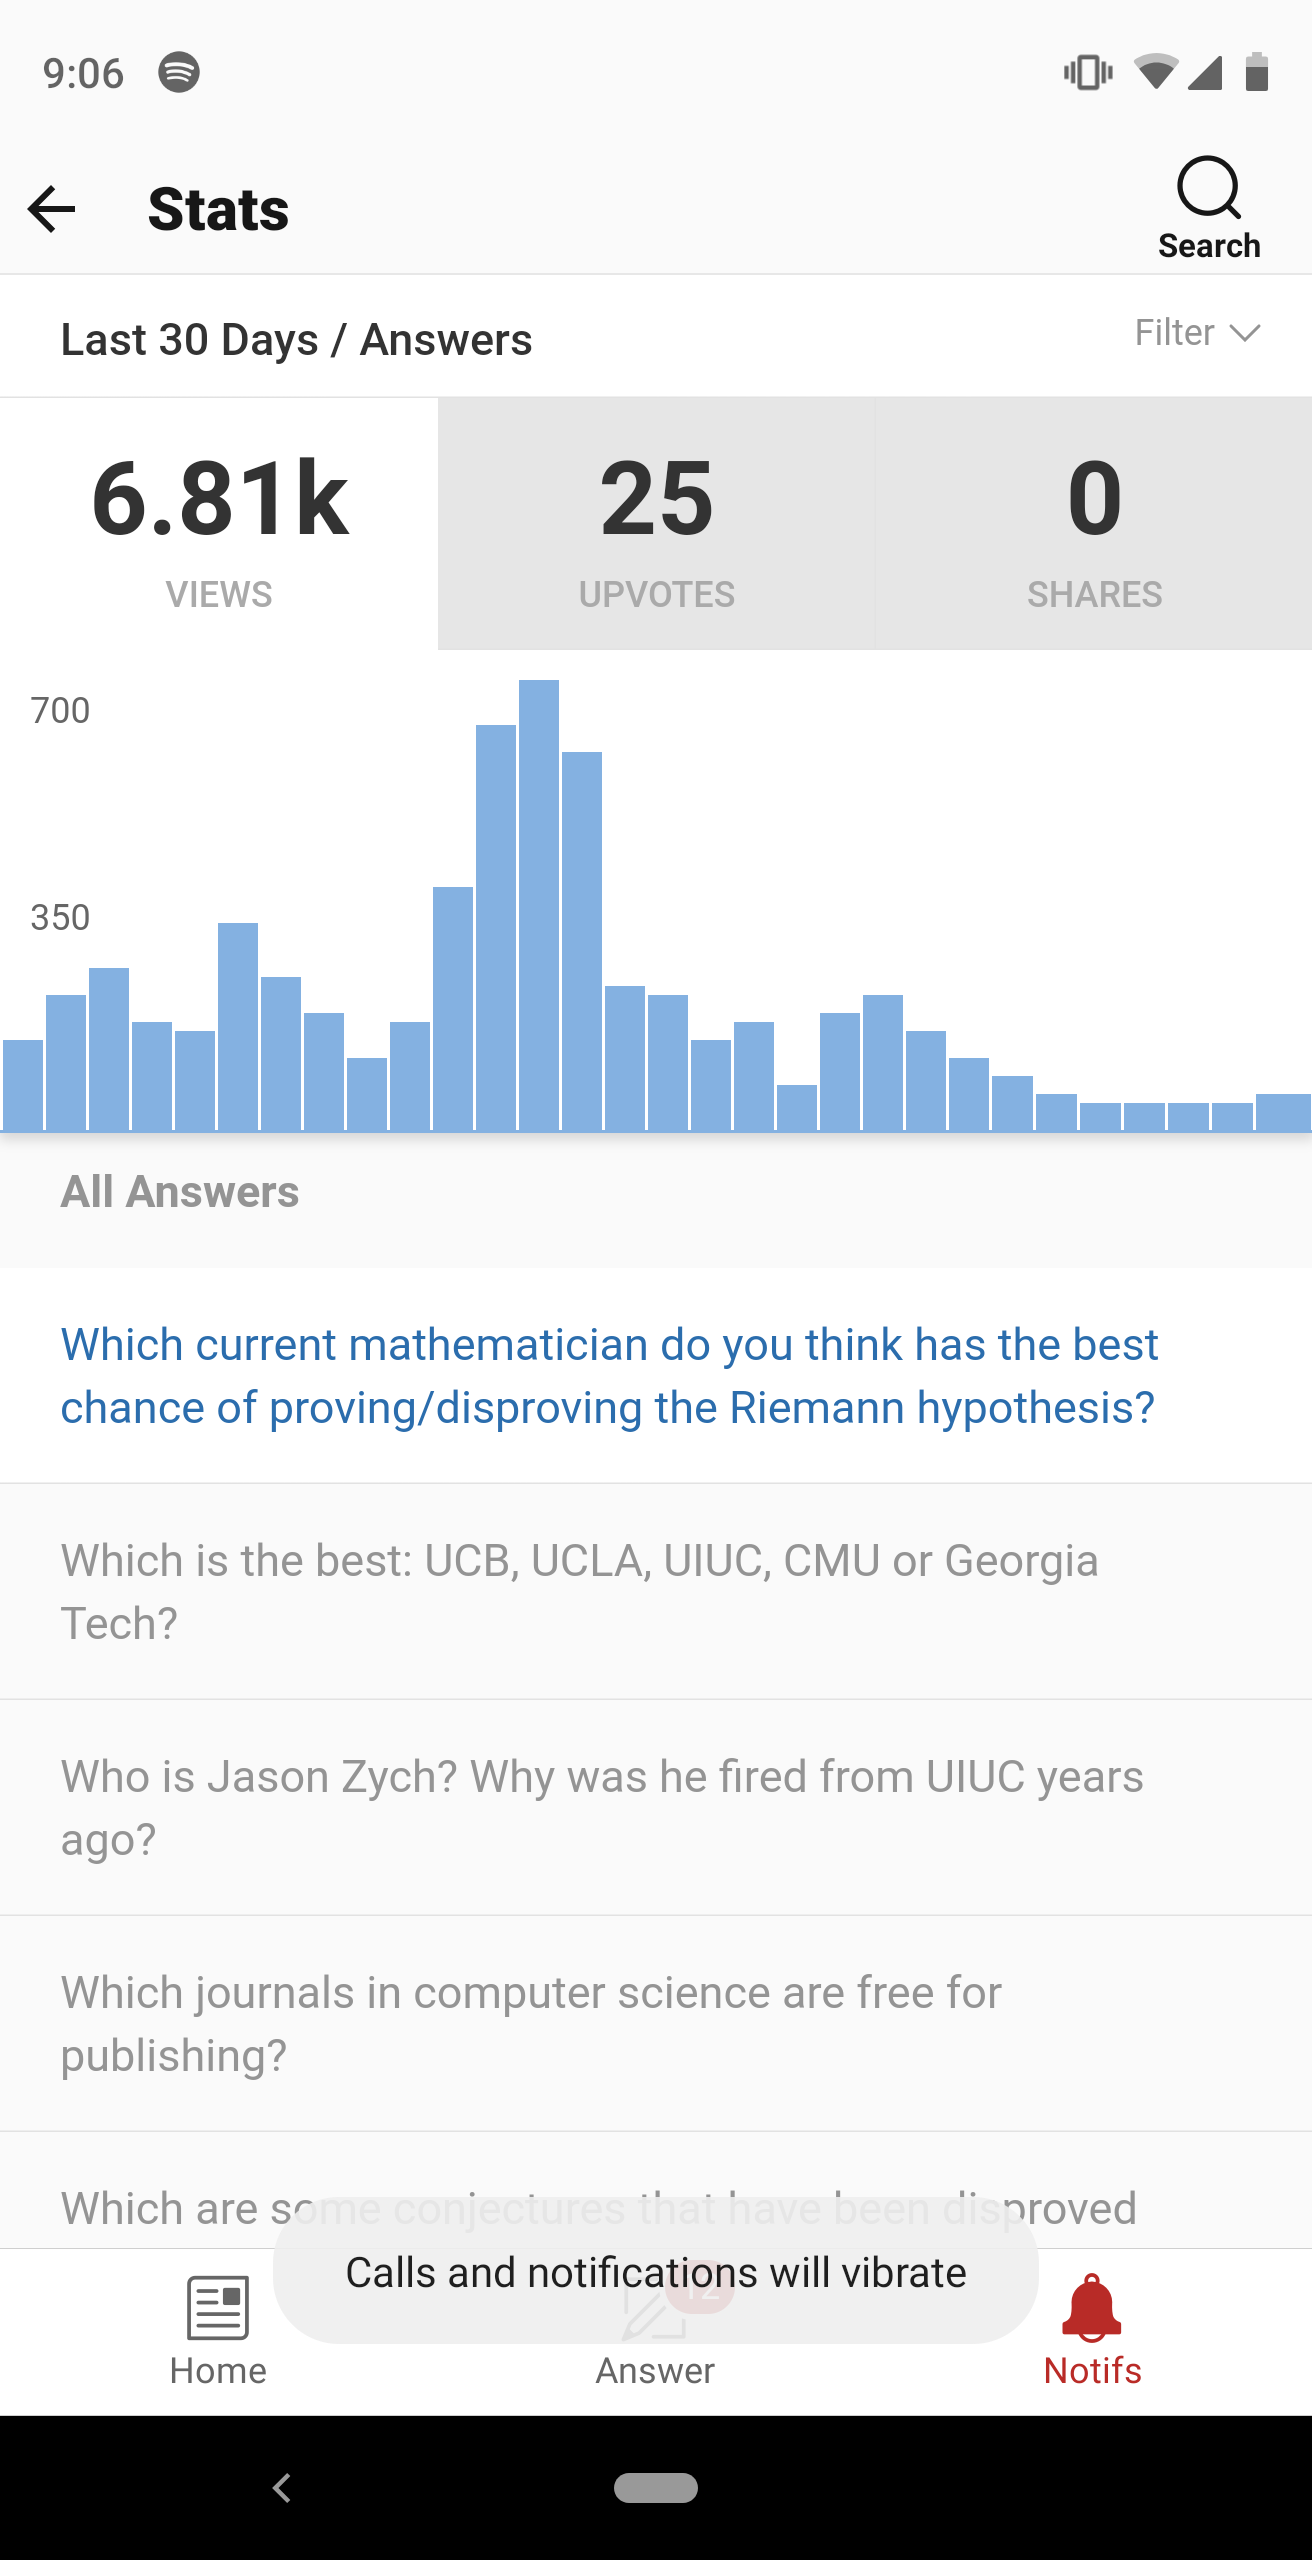 9:06
Stats
Search
Last 30 Days / Answers
Filter
6.81k
25
0
VIEWS
UPVOTES
SHARES
700
350
All Answers
Which current mathematician do you think has the best
chance of proving/disproving the Riemann hypothesis?
Which is the best: UCB, UCLA, UIUC, CMU or Georgia
Tech?
Who is Jason Zych? Why was he fired from UIUC years
ago?
Which journals in computer science are free for
publishing?
Which are some conjectures that have been disproved
Calls and notifications will vibrate
12
Home
Answer
Notifs